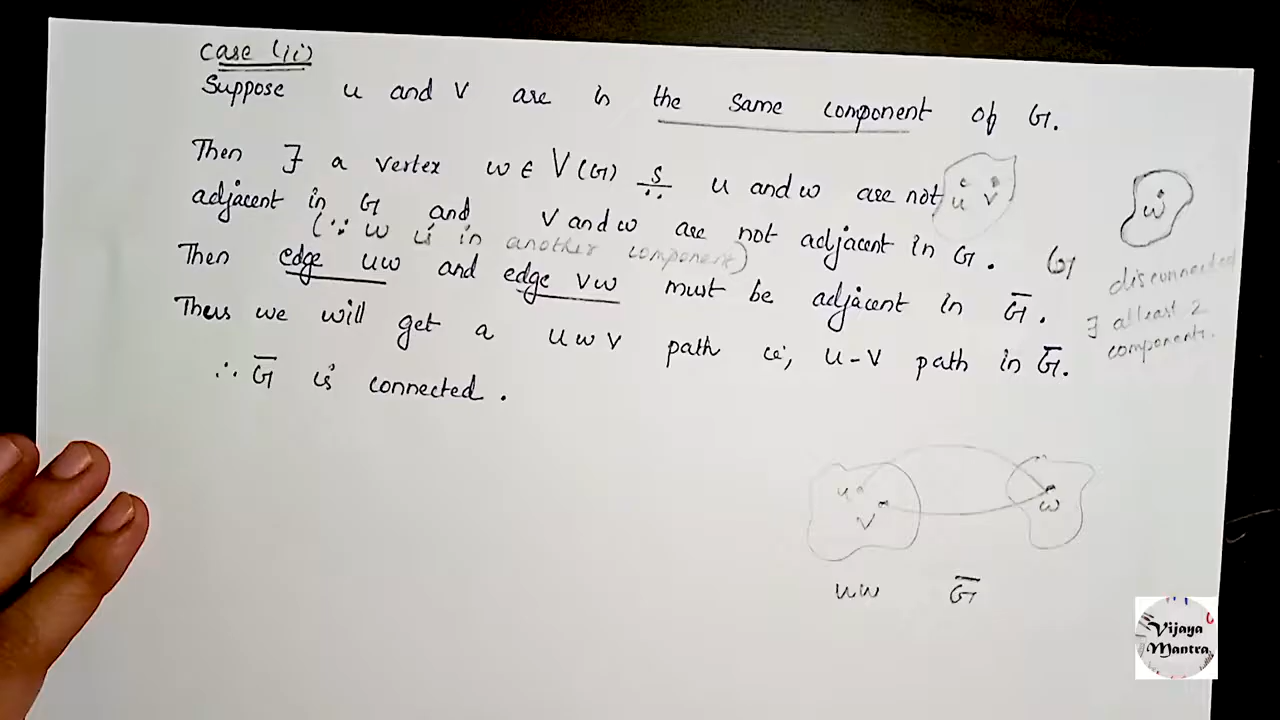 Case (ii)
Suppose u and v are in the same component of G.
Then ∃ a vertex w ∈ V(G) s∴ u and w are not
adjacent in G and v and w are not adjacent in G.
(∵ w is in another component)
Then edge uw and edge vw must be adjacent in G̅.
Thus we will get a u w v path ie, u-v path in G̅.
∴ G̅ is connected.
u v
w
G
disconnected
∃ atleast 2
components.
u
v
w
uw G̅
Vijaya
Mantra